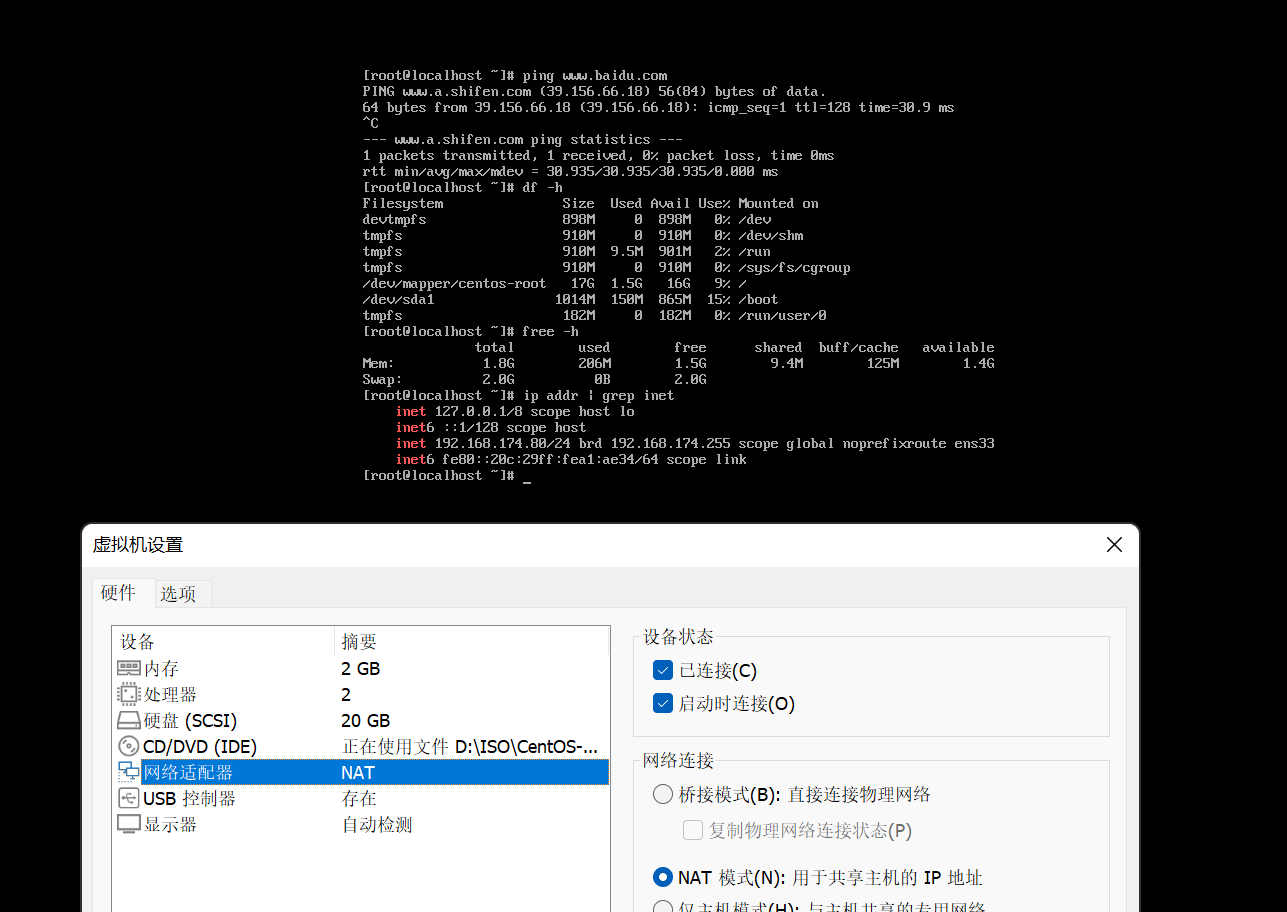 [root@localhost ~]# ping www.baidu.com
PING www.a.shifen.com (39.156.66.18) 56(84) bytes of data.
64 bytes from 39.156.66.18 (39.156.66.18): icmp_seq=1 ttl=128 time=30.9 ms
^C
--- www.a.shifen.com ping statistics ---
1 packets transmitted, 1 received, 0% packet loss, time 0ms
rtt min/avg/max/mdev = 30.935/30.935/30.935/0.000 ms
[root@localhost ~]# df -h
Filesystem Size Used Avail Use% Mounted on
devtmpfs 898M 0 898M 0% /dev
tmpfs 910M 0 910M 0% /dev/shm
tmpfs 910M 9.5M 901M 2% /run
tmpfs 910M 0 910M 0% /sys/fs/cgroup
/dev/mapper/centos-root 17G 1.5G 16G 9% /
/dev/sda1 1014M 150M 865M 15% /boot
tmpfs 182M 0 182M 0% /run/user/0
[root@localhost ~]# free -h
total used free shared buff/cache available
Mem: 1.8G 206M 1.5G 9.4M 125M 1.4G
Swap: 2.0G 0B 2.0G
[root@localhost ~]# ip addr | grep inet
inet 127.0.0.1/8 scope host lo
inet6 ::1/128 scope host
inet 192.168.174.80/24 brd 192.168.174.255 scope global noprefixroute ens33
inet6 fe80::20c:29ff:fea1:ae34/64 scope link
[root@localhost ~]# _
虚拟机设置
硬件 选项
设备 摘要
内存 2 GB
处理器 2
硬盘 (SCSI) 20 GB
CD/DVD (IDE) 正在使用文件 D:\ISO\CentOS-...
网络适配器 NAT
USB 控制器 存在
显示器 自动检测
设备状态
已连接(C)
启动时连接(O)
网络连接
桥接模式(B): 直接连接物理网络
复制物理网络连接状态(P)
NAT 模式(N): 用于共享主机的 IP 地址
仅主机模式(H): 与主机共享的专用网络